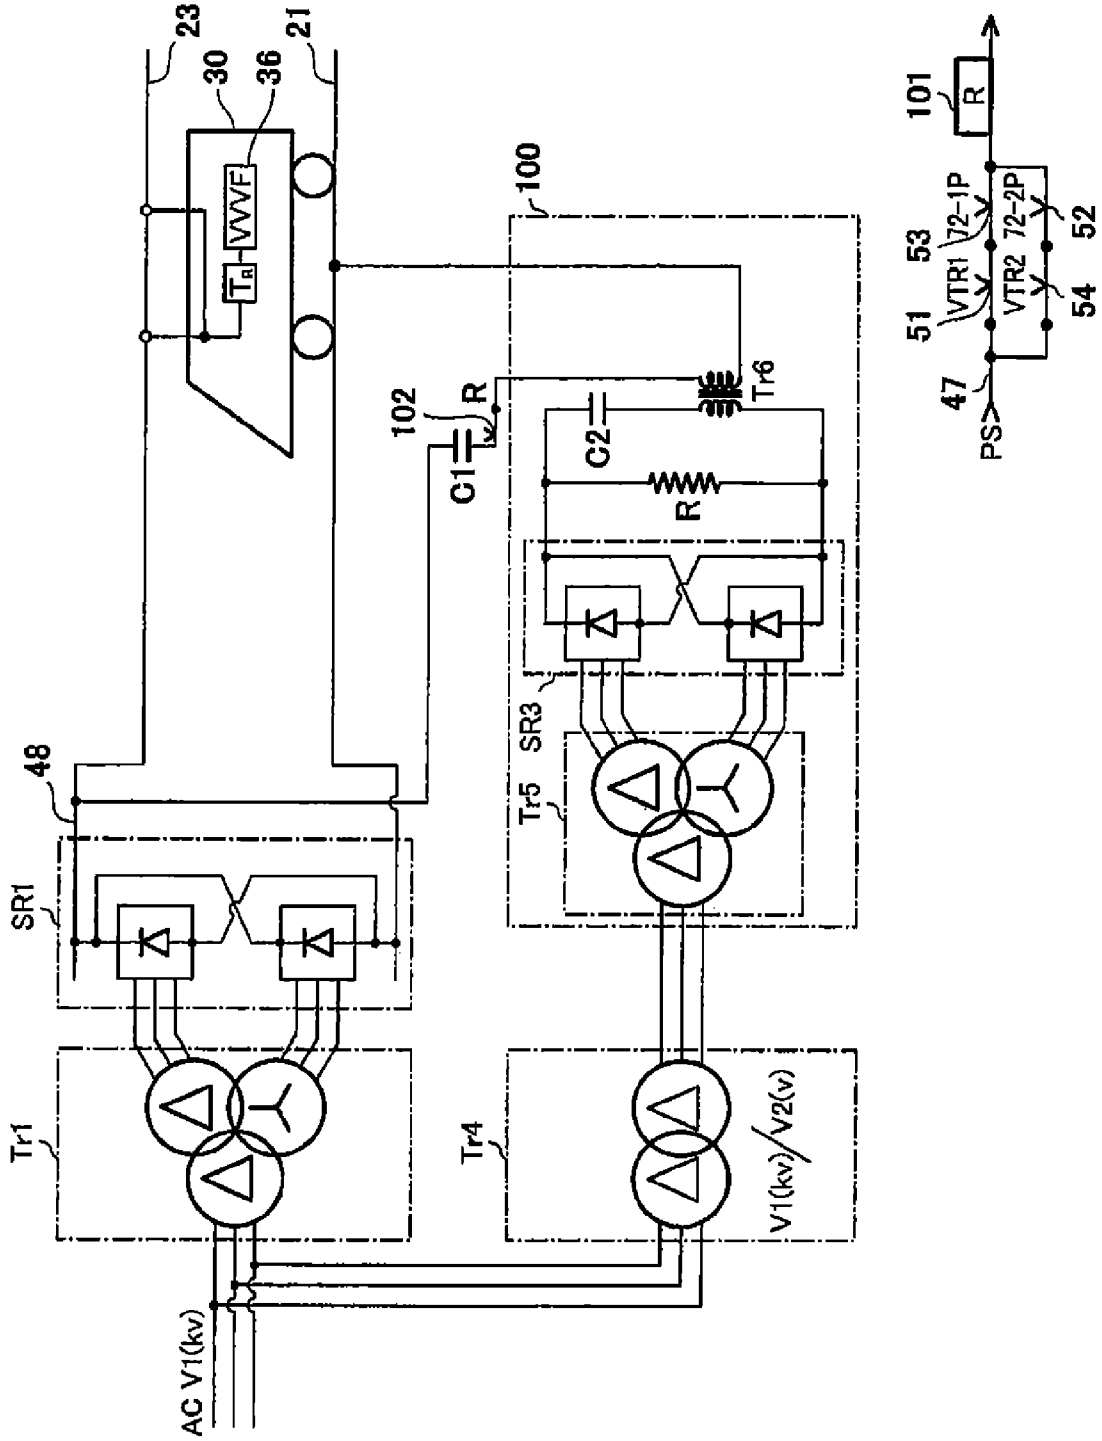 AC V1(kv)
Tr1
SR1
48
23
30
36
21
TR
VVVF
C1
102
R
100
Tr4
V1(kv)/V2(v)
Tr5
SR3
R
C2
Tr6
PS
47
51
VTR1
53
72-1P
VTR2
72-2P
54
52
101
R